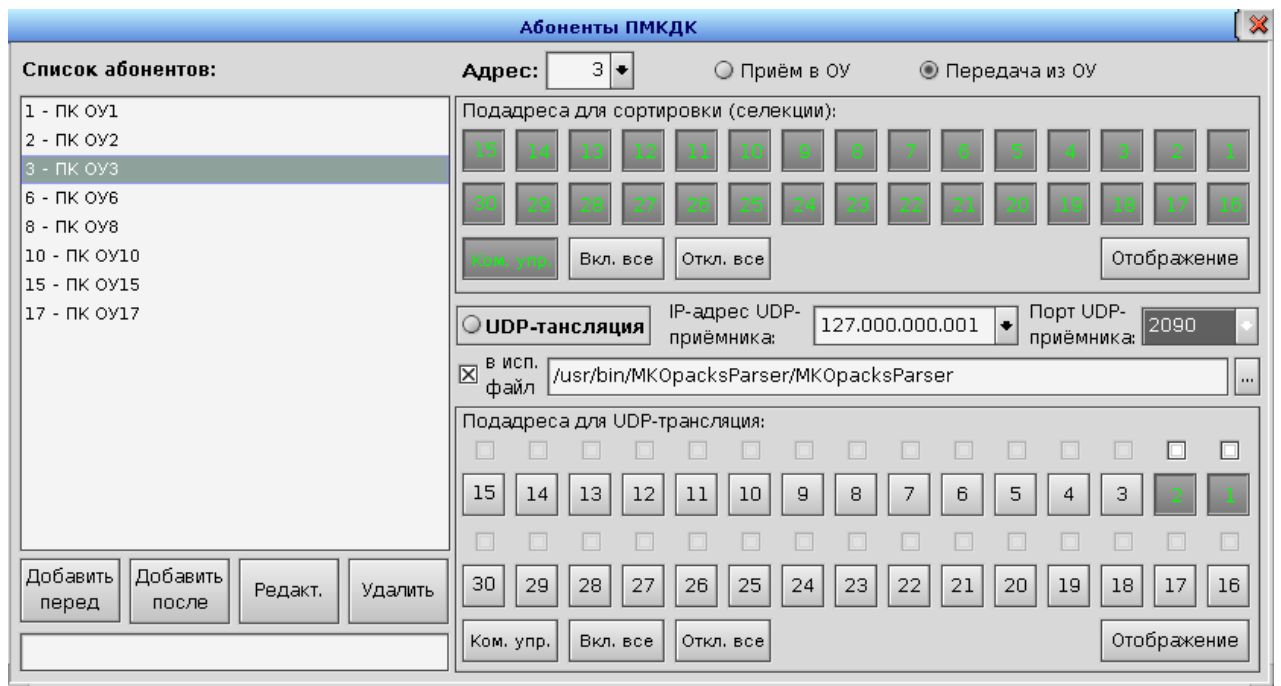 Абоненты ПМКДК
Список абонентов:
1 - ПК ОУ1
2 - ПК ОУ2
3 - ПК ОУ3
6 - ПК ОУ6
8 - ПК ОУ8
10 - ПК ОУ10
15 - ПК ОУ15
17 - ПК ОУ17
Добавить перед
Добавить после
Редакт.
Удалить
Адрес: 3 Приём в ОУ Передача из ОУ
Подадреса для сортировки (селекции):
15 14 13 12 11 10 9 8 7 6 5 4 3 2 1
30 29 28 27 26 25 24 23 22 21 20 19 18 17 16
Ком. упр. Вкл. все Откл. все Отображение
UDP-тансляция
IP-адрес UDP-
приёмника:
127.000.000.001
Порт UDP-
приёмника:
2090
в исп.
файл
/usr/bin/MKOpacksParser/MKOpacksParser
...
Подадреса для UDP-трансляция:
15 14 13 12 11 10 9 8 7 6 5 4 3 2 1
30 29 28 27 26 25 24 23 22 21 20 19 18 17 16
Ком. упр. Вкл. все Откл. все Отображение